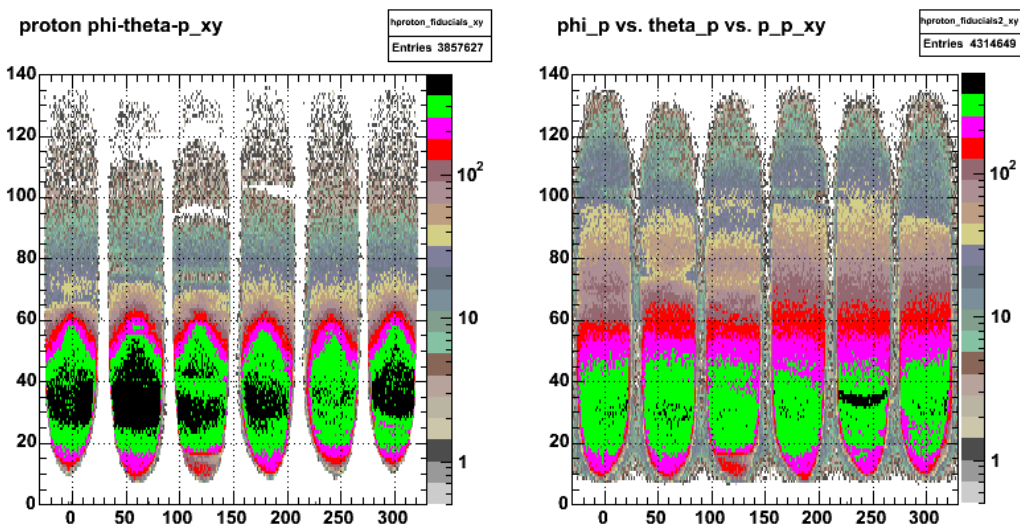 proton phi-theta-p_xy
hproton_fiducials_xy
Entries 3857627
140
120
100
80
60
40
20
0
0 50 100 150 200 250 300
10²
10
1
phi_p vs. theta_p vs. p_p_xy
hproton_fiducials2_xy
Entries 4314649
140
120
100
80
60
40
20
0
0 50 100 150 200 250 300
10²
10
1